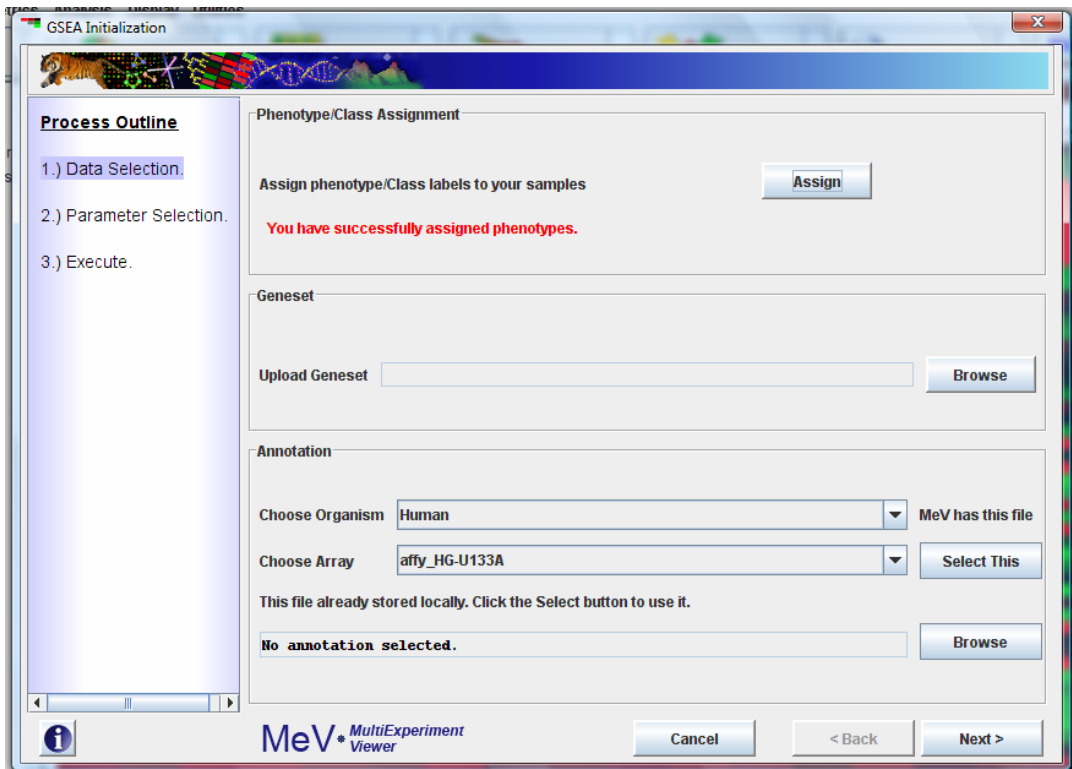 Analysis Display Utilities
GSEA Initialization
Process Outline
1.) Data Selection.
2.) Parameter Selection.
3.) Execute.
Phenotype/Class Assignment
Assign phenotype/Class labels to your samples
Assign
You have successfully assigned phenotypes.
Geneset
Upload Geneset
Browse
Annotation
Choose Organism Human MeV has this file
Choose Array affy_HG-U133A Select This
This file already stored locally. Click the Select button to use it.
No annotation selected.
Browse
MeV MultiExperiment
Viewer
Cancel
< Back
Next >